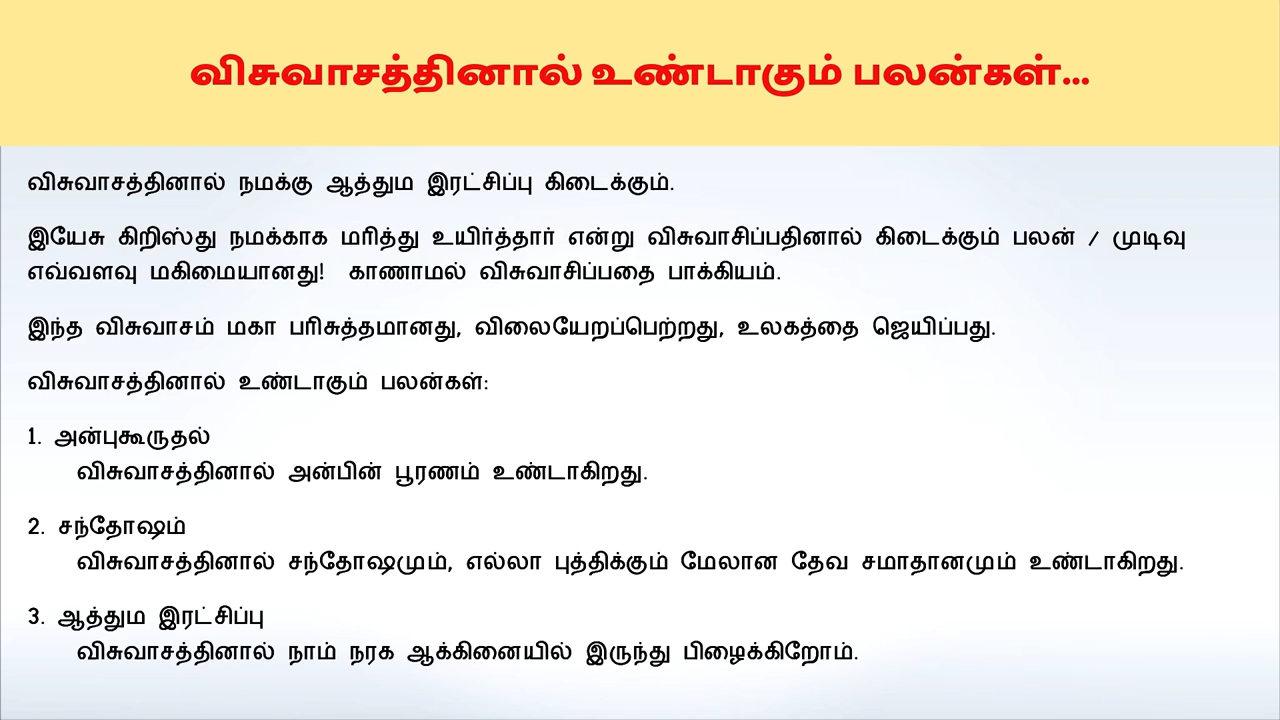 விசுவாசத்தினால் உண்டாகும் பலன்கள்...
விசுவாசத்தினால் நமக்கு ஆத்தும இரட்சிப்பு கிடைக்கும்.
இயேசு கிறிஸ்து நமக்காக மரித்து உயிர்த்தார் என்று விசுவாசிப்பதினால் கிடைக்கும் பலன் / முடிவு
எவ்வளவு மகிமையானது! காணாமல் விசுவாசிப்பதை பாக்கியம்.
இந்த விசுவாசம் மகா பரிசுத்தமானது, விலையேறப்பெற்றது, உலகத்தை ஜெயிப்பது.
விசுவாசத்தினால் உண்டாகும் பலன்கள்:
1. அன்புகூருதல்
விசுவாசத்தினால் அன்பின் பூரணம் உண்டாகிறது.
2. சந்தோஷம்
விசுவாசத்தினால் சந்தோஷமும், எல்லா புத்திக்கும் மேலான தேவ சமாதானமும் உண்டாகிறது.
3. ஆத்தும இரட்சிப்பு
விசுவாசத்தினால் நாம் நரக ஆக்கினையில் இருந்து பிழைக்கிறோம்.